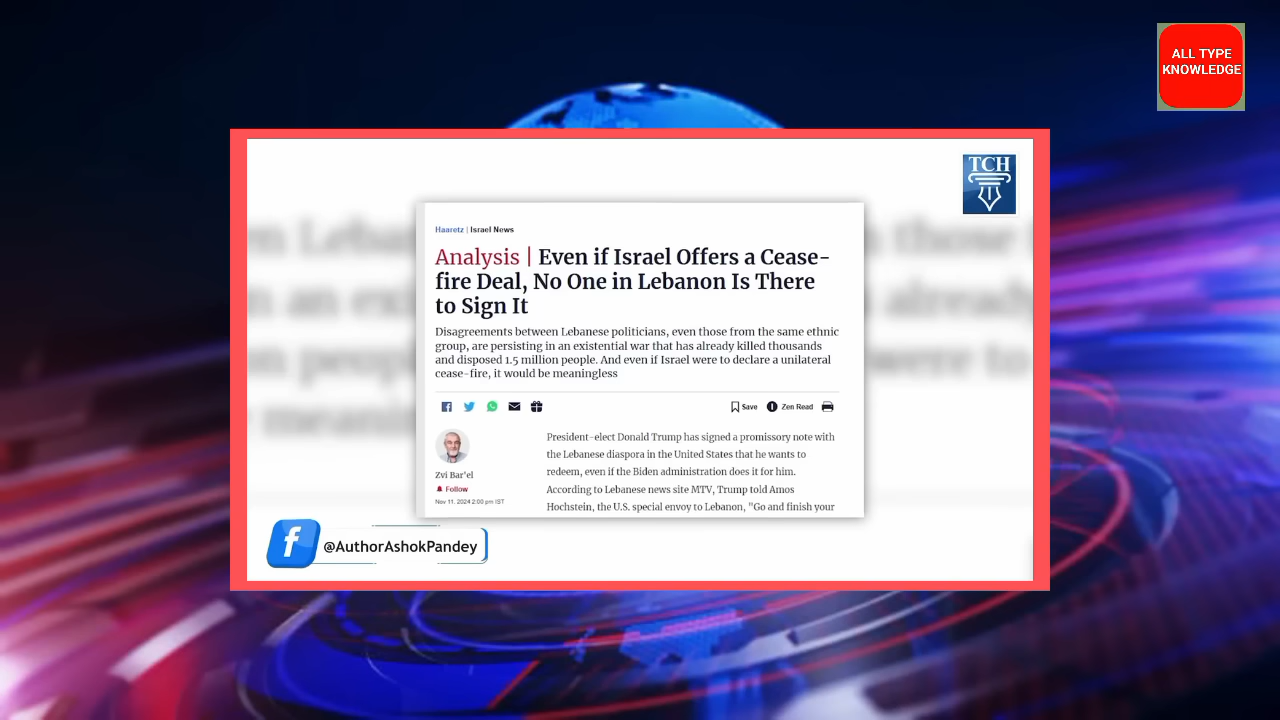 ALL TYPE
KNOWLEDGE
TCH
Haaretz | Israel News
Analysis | Even if Israel Offers a Cease-
fire Deal, No One in Lebanon Is There
to Sign It
Disagreements between Lebanese politicians, even those from the same ethnic
group, are persisting in an existential war that has already killed thousands
and disposed 1.5 million people. And even if Israel were to declare a unilateral
cease-fire, it would be meaningless
Save
Zen Read
Zvi Bar'el
Follow
Nov 11, 2024 2:00 pm IST
President-elect Donald Trump has signed a promissory note with
the Lebanese diaspora in the United States that he wants to
redeem, even if the Biden administration does it for him.
According to Lebanese news site MTV, Trump told Amos
Hochstein, the U.S. special envoy to Lebanon, "Go and finish your
f
@AuthorAshokPandey